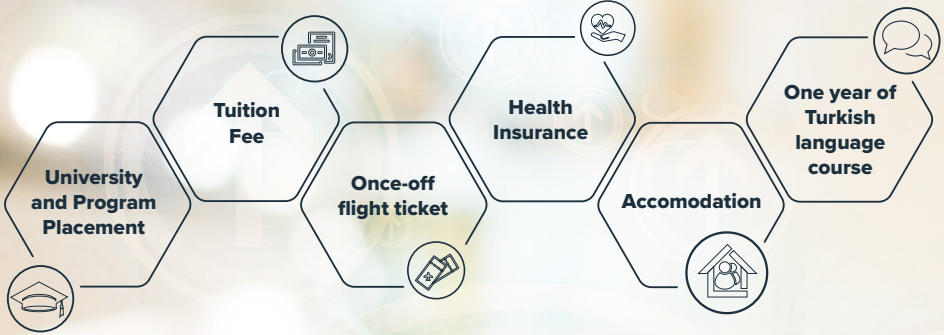 University
and Program
Placement
Tuition
Fee
Once-off
flight ticket
Health
Insurance
Accomodation
One year of
Turkish
language
course